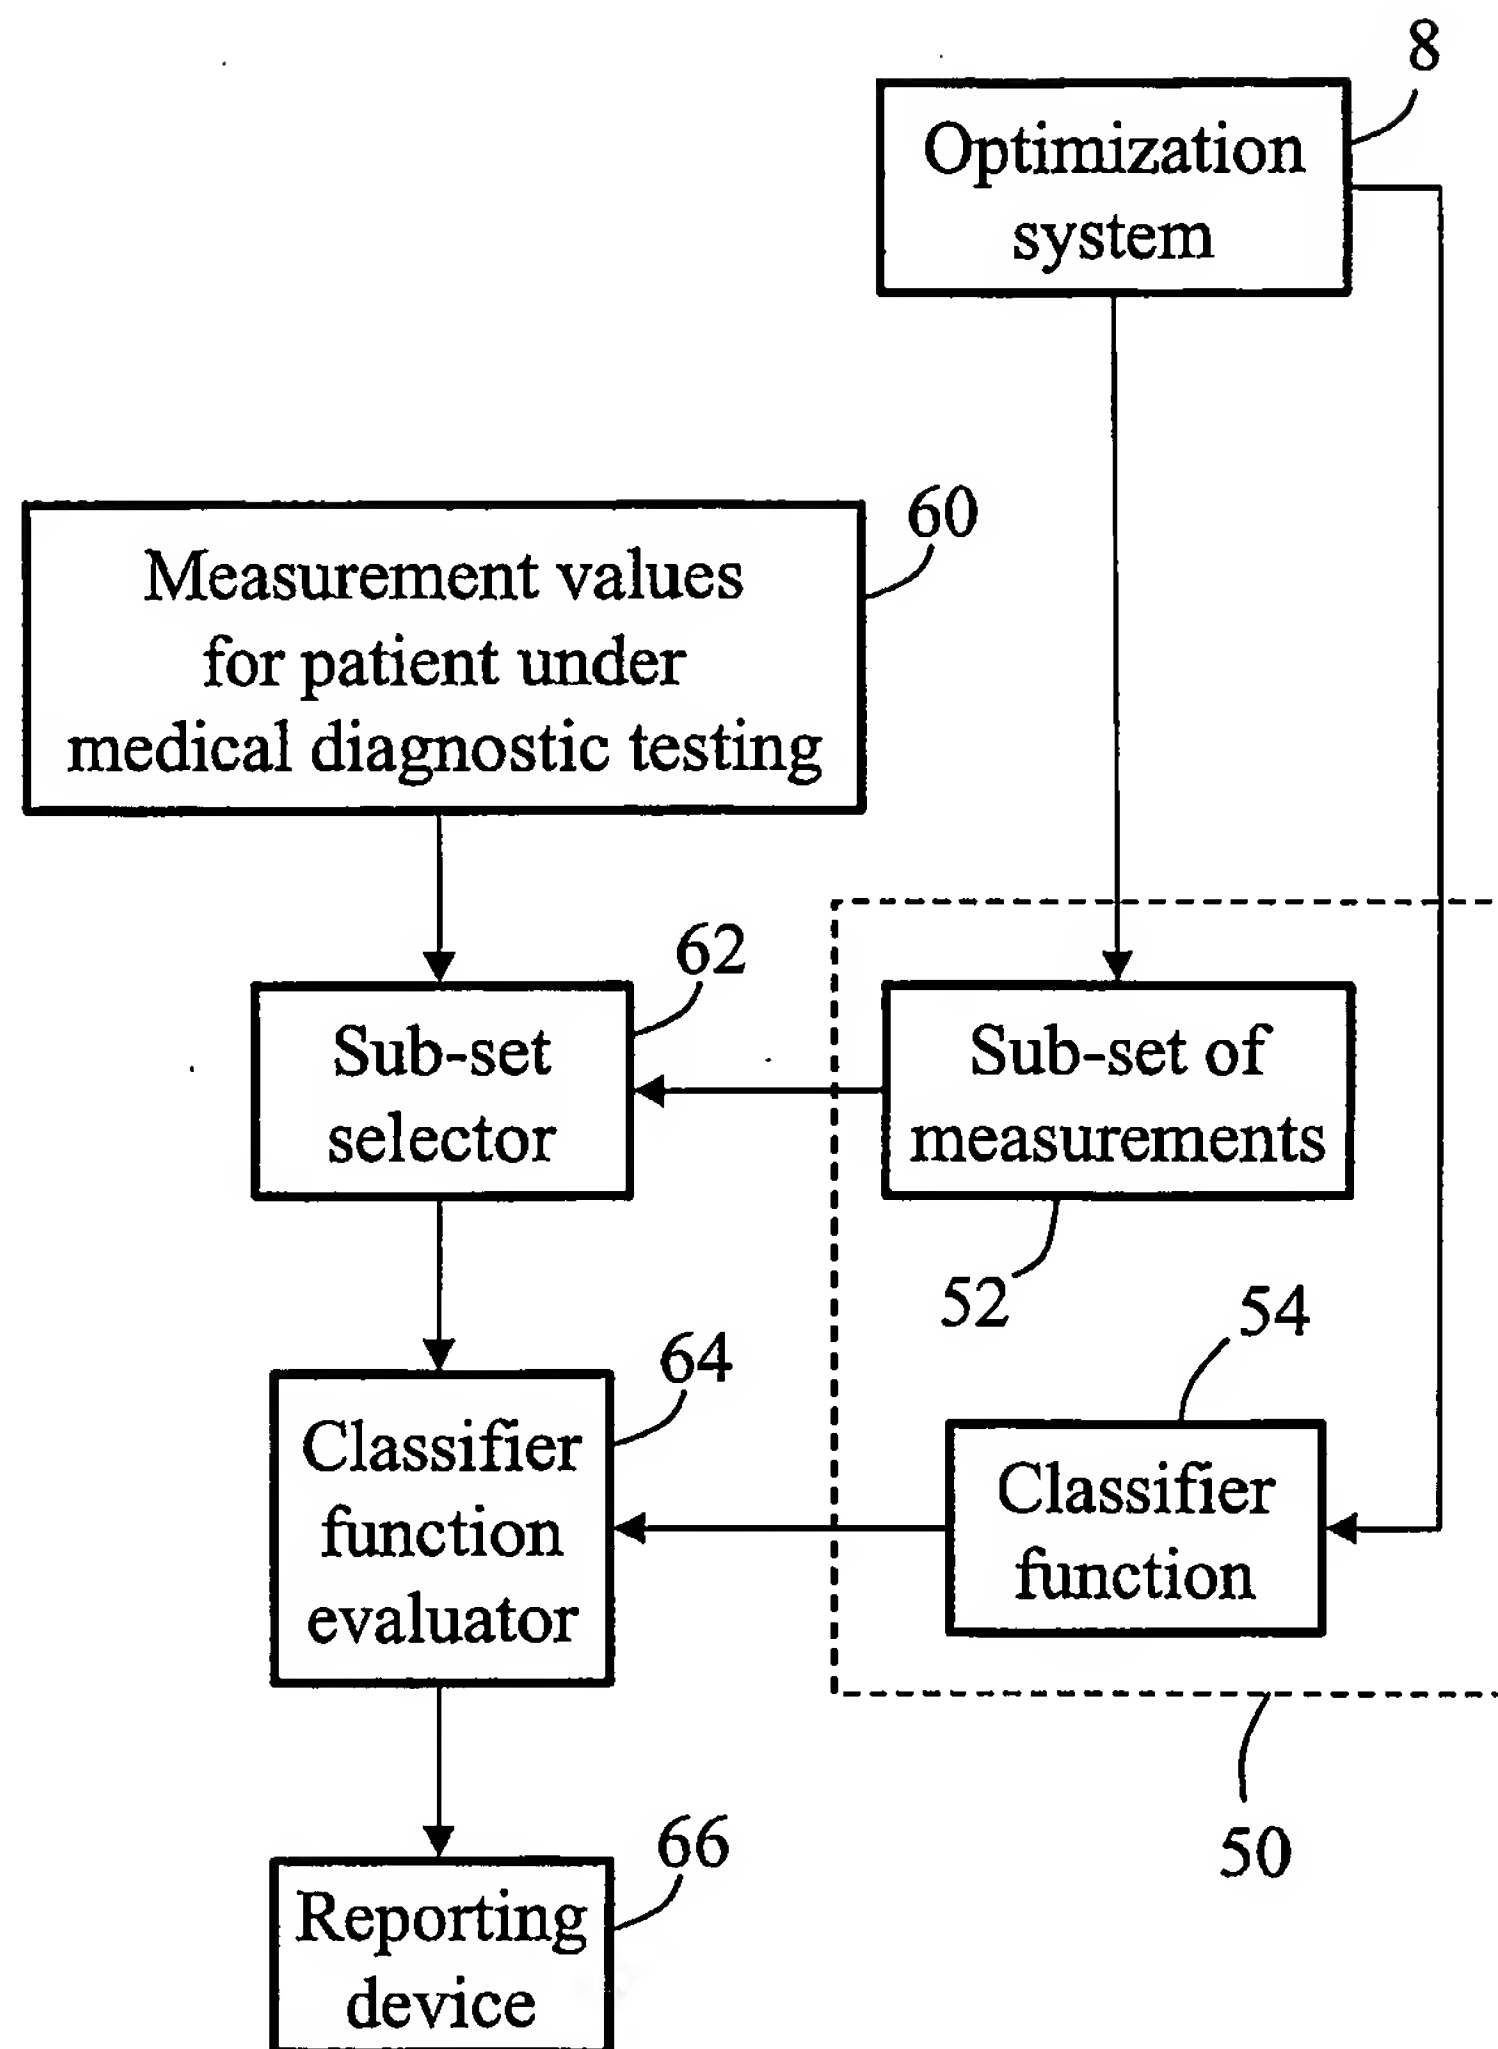 8
Optimization
system
60
Measurement values
for patient under
medical diagnostic testing
62
Sub-set
selector
Sub-set of
measurements
52
54
64
Classifier
function
evaluator
Classifier
function
50
66
Reporting
device